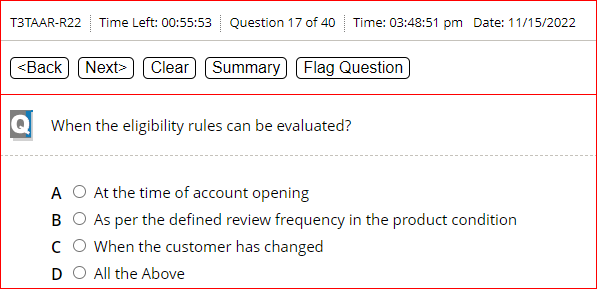 T3TAAR-R22 Time Left: 00:55:53 Question 17 of 40 Time: 03:48:51 pm Date: 11/15/2022
<Back Next> Clear Summary Flag Question
Q When the eligibility rules can be evaluated?
A At the time of account opening
B As per the defined review frequency in the product condition
C When the customer has changed
D All the Above